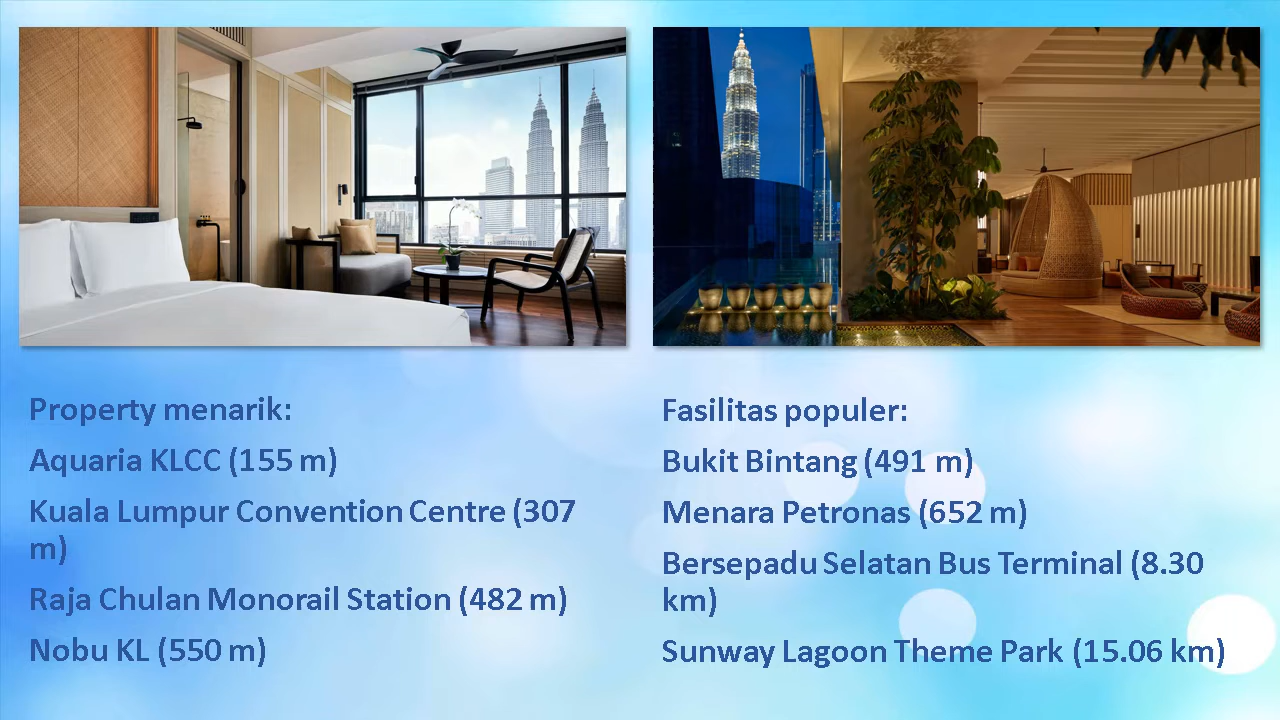 Property menarik:
Aquaria KLCC (155 m)
Kuala Lumpur Convention Centre (307
m)
Raja Chulan Monorail Station (482 m)
Nobu KL (550 m)
Fasilitas populer:
Bukit Bintang (491 m)
Menara Petronas (652 m)
Bersepadu Selatan Bus Terminal (8.30
km)
Sunway Lagoon Theme Park (15.06 km)